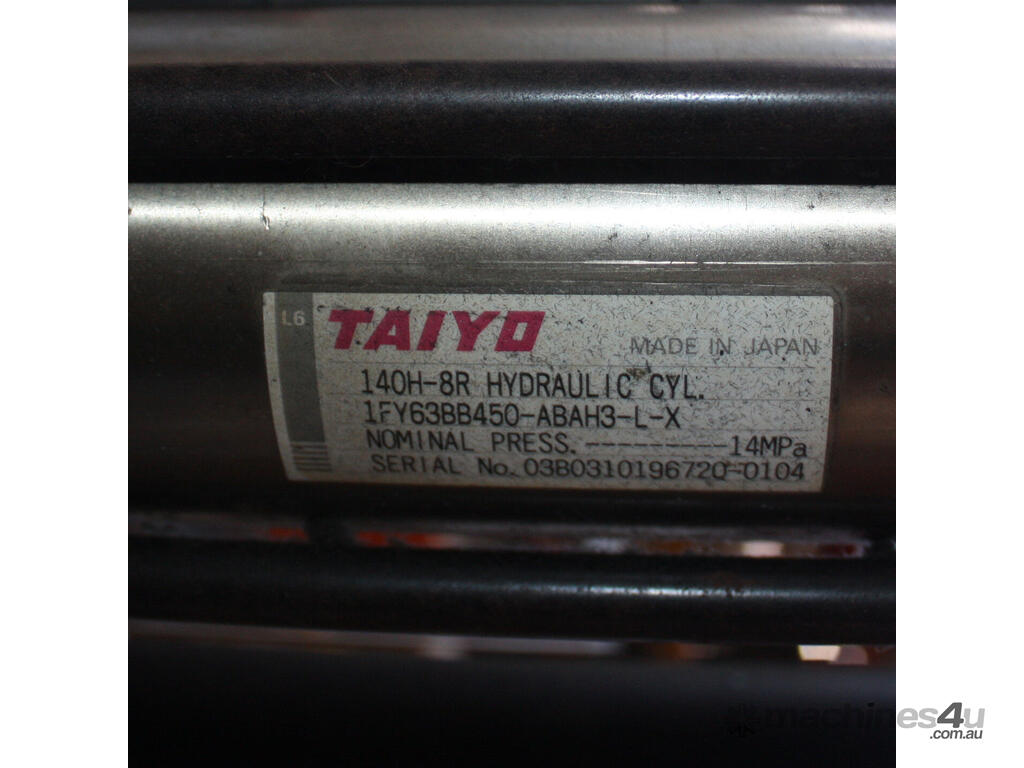 L6
TAIYO
MADE IN JAPAN
140H-8R HYDRAULIC CYL.
1FY63BB450-ABAH3-L-X
NOMINAL PRESS.----------14MPa
SERIAL No. 03B0310196720-0104
machines4u
.com.au